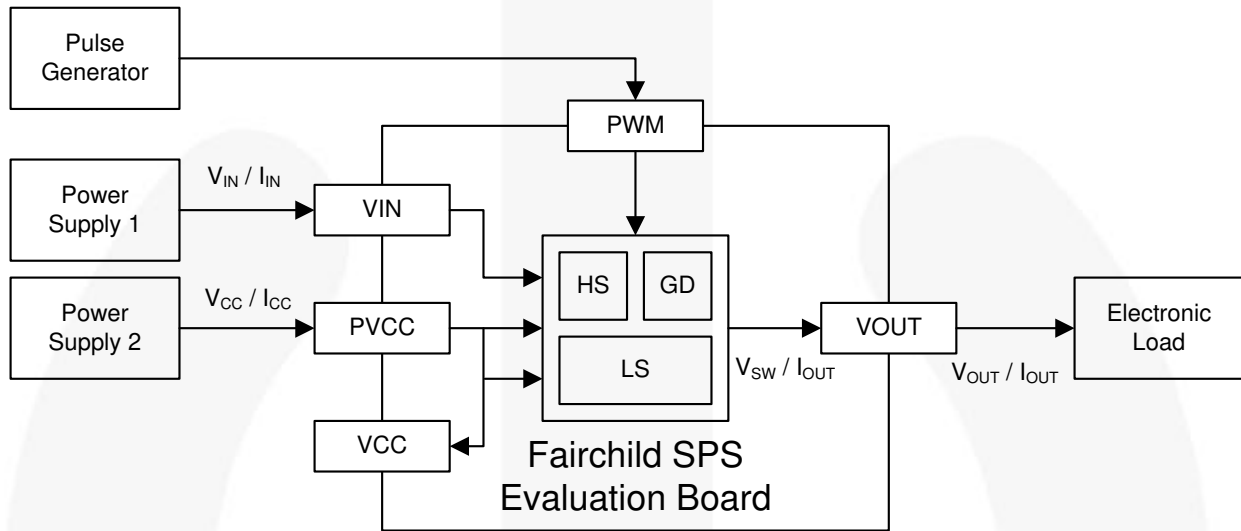 Pulse
Generator
PWM
Power
Supply 1
V_IN / I_IN
VIN
HS
GD
Power
Supply 2
V_CC / I_CC
PVCC
LS
VOUT
Electronic
Load
V_SW / I_OUT
V_OUT / I_OUT
VCC
Fairchild SPS
Evaluation Board